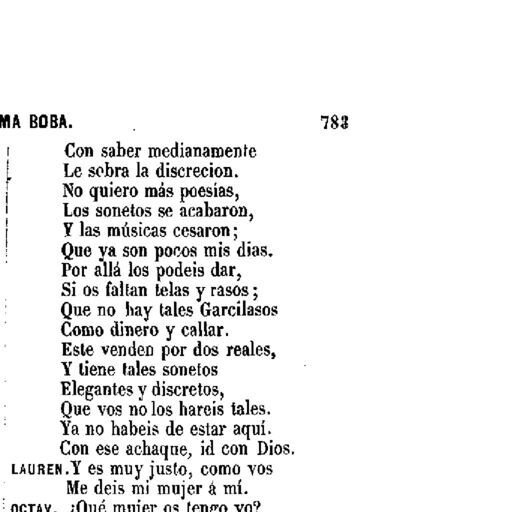 MA BOBA. 783
Con saber medianamente
Le sobra la discrecion.
No quiero más poesías,
Los sonetos se acabaron,
Y las músicas cesaron;
Que ya son pocos mis dias.
Por allá los podeis dar,
Si os faltan telas y rasos;
Que no hay tales Garcilasos
Como dinero y callar.
Este venden por dos reales,
Y tiene tales sonetos
Elegantes y discretos,
Que vos no los hareis tales.
Ya no habeis de estar aquí.
Con ese achaque, id con Dios.
LAUREN. Y es muy justo, como vos
Me deis mi mujer á mí.
OCTAV. ¿Qué mujer os tengo yo?